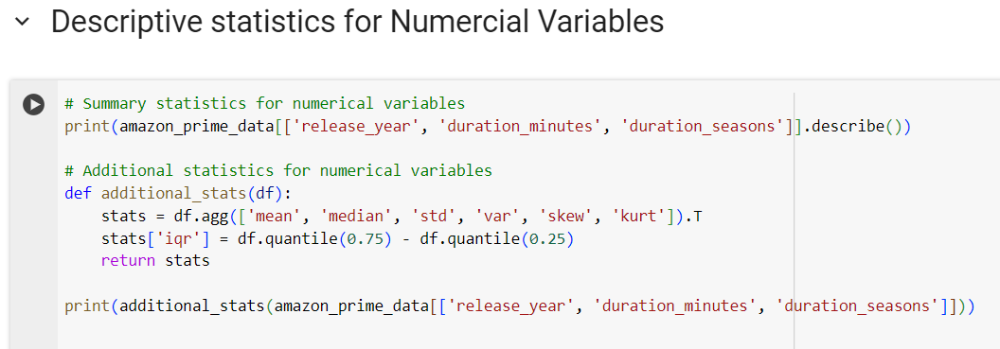 Descriptive statistics for Numercial Variables
# Summary statistics for numerical variables
print(amazon_prime_data[['release_year', 'duration_minutes', 'duration_seasons']].describe())
# Additional statistics for numerical variables
def additional_stats(df):
    stats = df.agg(['mean', 'median', 'std', 'var', 'skew', 'kurt']).T
    stats['iqr'] = df.quantile(0.75) - df.quantile(0.25)
    return stats
print(additional_stats(amazon_prime_data[['release_year', 'duration_minutes', 'duration_seasons']]))